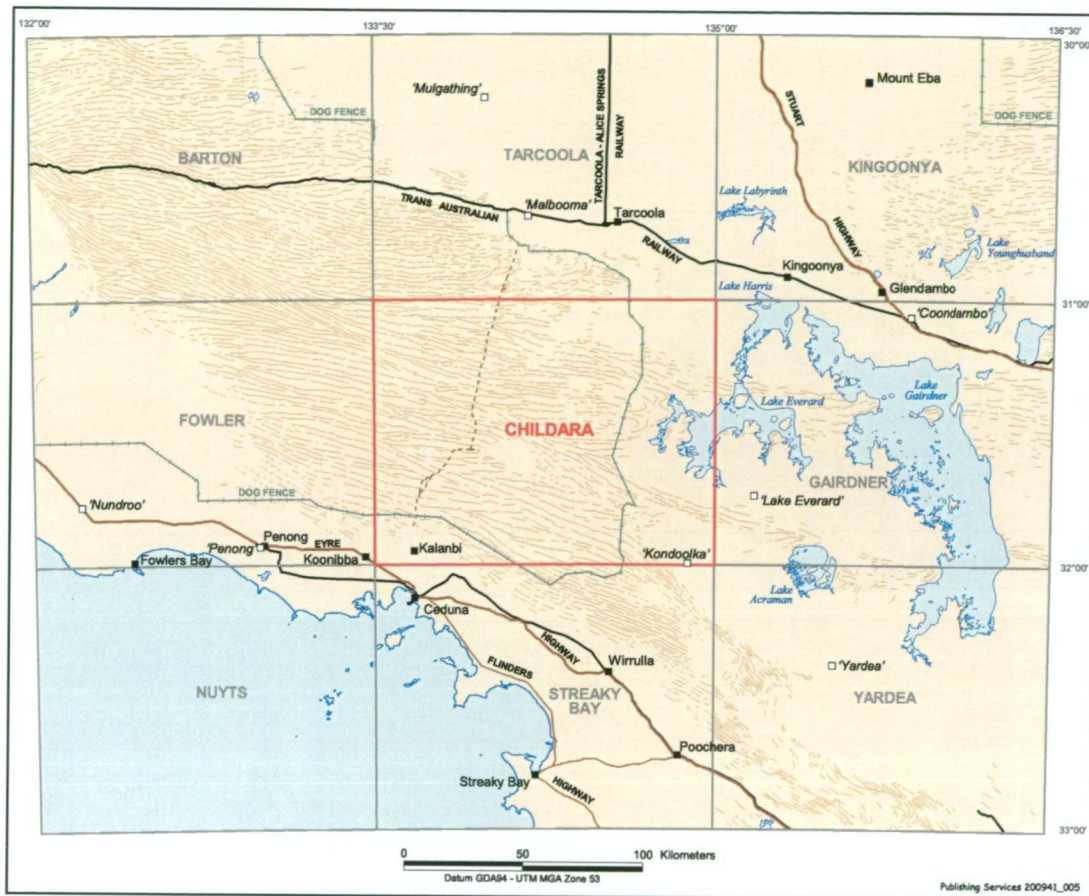 132°00'
133°30'
135°00'
136°30'
30°00'
'Mulgathing'
DOG FENCE
BARTON
TARCOOLA
TARCOOLA - ALICE SPRINGS
RAILWAY
STUART
Mount Eba
DOG FENCE
KINGOONYA
Lake Labyrinth
TRANS AUSTRALIAN
'Malbooma'
Tarcoola
RAILWAY
HIGHWAY
Lake
Younghusband
Kingoonya
Lake Harris
Glendambo
31°00'
'Coondambo'
FOWLER
CHILDARA
Lake Everard
Lake
Gairdner
GAIRDNER
DOG FENCE
'Nundroo'
'Lake Everard'
'Penong'
Penong
EYRE
Koonibba
Kalanbi
'Kondoolka'
Fowlers Bay
32°00'
Lake
Acraman
Ceduna
HIGHWAY
FLINDERS
Wirrulla
'Yardea'
NUYTS
STREAKY
BAY
YARDEA
Poochera
Streaky Bay
HIGHWAY
33°00'
0 50 100 Kilometers
Datum GDA94 - UTM MGA Zone 53
Publishing Services 200941_005